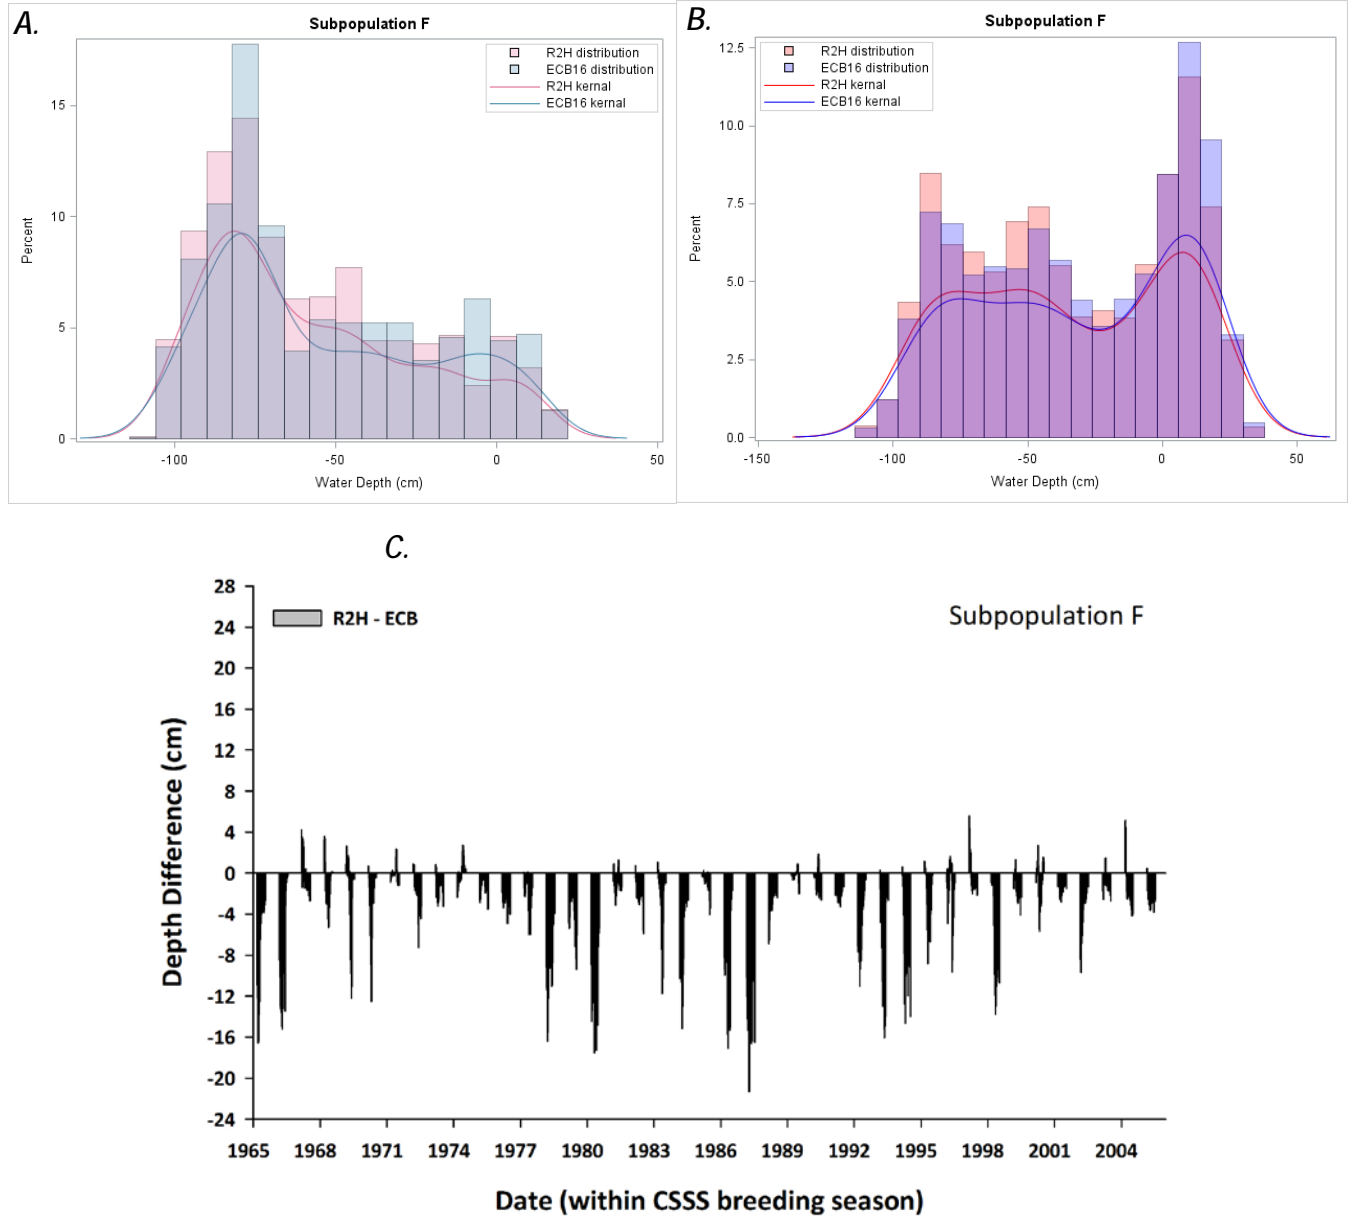 A.
Subpopulation F
R2H distribution
ECB16 distribution
R2H kernal
ECB16 kernal
15
10
5
0
Percent
-100
-50
0
50
Water Depth (cm)
B.
Subpopulation F
R2H distribution
ECB16 distribution
R2H kernal
ECB16 kernal
12.5
10.0
7.5
5.0
2.5
0.0
Percent
-150
-100
-50
0
50
Water Depth (cm)
C.
R2H - ECB
Subpopulation F
28
24
20
16
12
8
4
0
-4
-8
-12
-16
-20
-24
Depth Difference (cm)
1965
1968
1971
1974
1977
1980
1983
1986
1989
1992
1995
1998
2001
2004
Date (within CSSS breeding season)